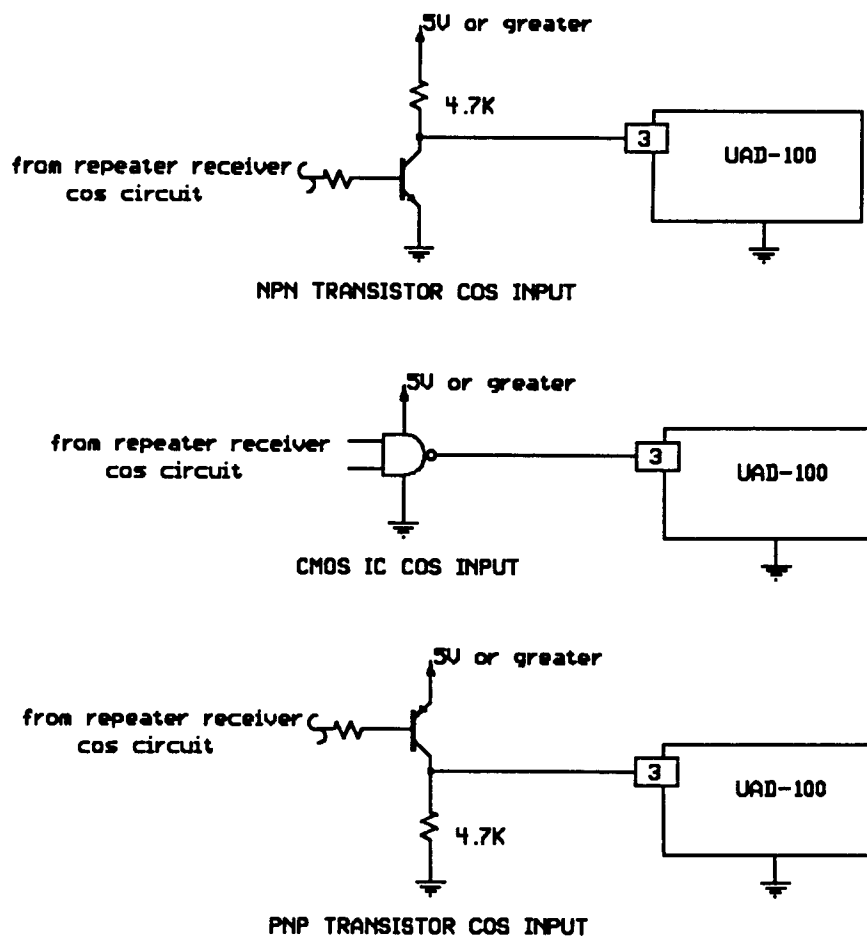 5V or greater
4.7K
3
UAD-100
from repeater receiver
cos circuit
NPN TRANSISTOR COS INPUT
5V or greater
from repeater receiver
cos circuit
3
UAD-100
CMOS IC COS INPUT
5V or greater
from repeater receiver
cos circuit
3
UAD-100
4.7K
PNP TRANSISTOR COS INPUT